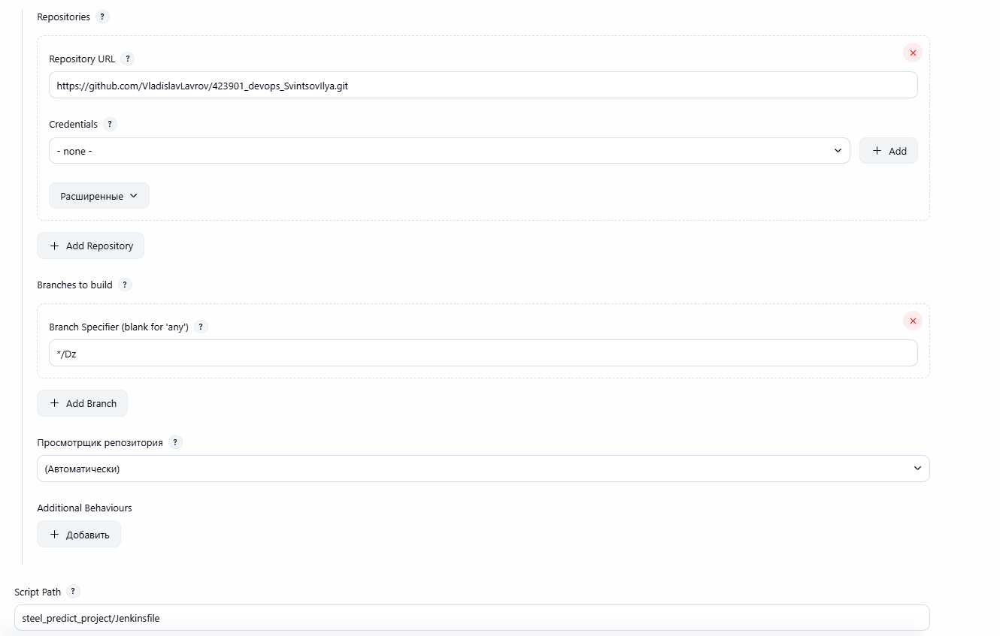 Repositories ?
Repository URL ?
https://github.com/VladislavLavrov/423901_devops_SvintsovIlya.git
Credentials ?
- none -
Add
Расширенные
Add Repository
Branches to build ?
Branch Specifier (blank for 'any') ?
*/Dz
Add Branch
Просмотрщик репозитория ?
(Автоматически)
Additional Behaviours
Добавить
Script Path ?
steel_predict_project/Jenkinsfile